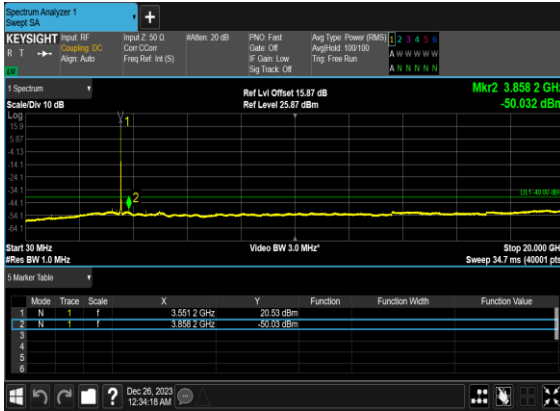 Spectrum Analyzer 1
Swept SA
+
KEYSIGHT Input: RF Input Z: 50 Ω #Atten: 20 dB PNO: Fast Avg Type: Power (RMS) 1 2 3 4 5 6
R T Coupling: DC Corr CCorr Gate: Off Avg|Hold: 100/100 A W W W W W
Align: Auto Freq Ref: Int (S) IF Gain: Low Trig: Free Run
Sig Track: Off A N N N N N
1 Spectrum Ref Lvl Offset 15.87 dB Mkr2 3.858 2 GHz
Scale/Div 10 dB Ref Level 25.87 dBm -50.032 dBm
Log
15.9
5.87
-4.13
-14.1
-24.1
-34.1
-44.1
-54.1
-64.1
1
2
DL1 -40.00 dBm
Start 30 MHz Video BW 3.0 MHz* Stop 20.000 GH
#Res BW 1.0 MHz Sweep 34.7 ms (40001 pts
5 Marker Table
Mode Trace Scale X Y Function Function Width Function Value
1 N 1 f 3.551 2 GHz 20.53 dBm
2 N 1 f 3.858 2 GHz -50.03 dBm
3
4
5
6
? Dec 26, 2023
12:34:18 AM